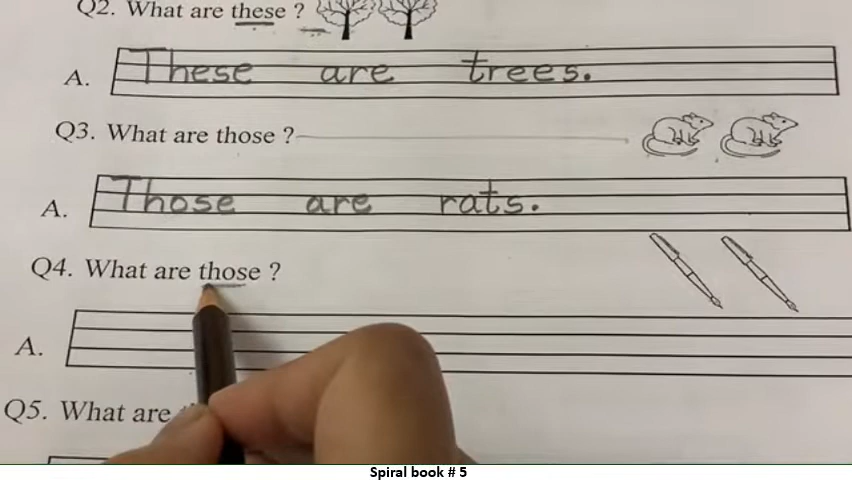 Q2. What are these ?
A. These are trees.
Q3. What are those ?
A. Those are rats.
Q4. What are those ?
A.
Q5. What are
Spiral book # 5